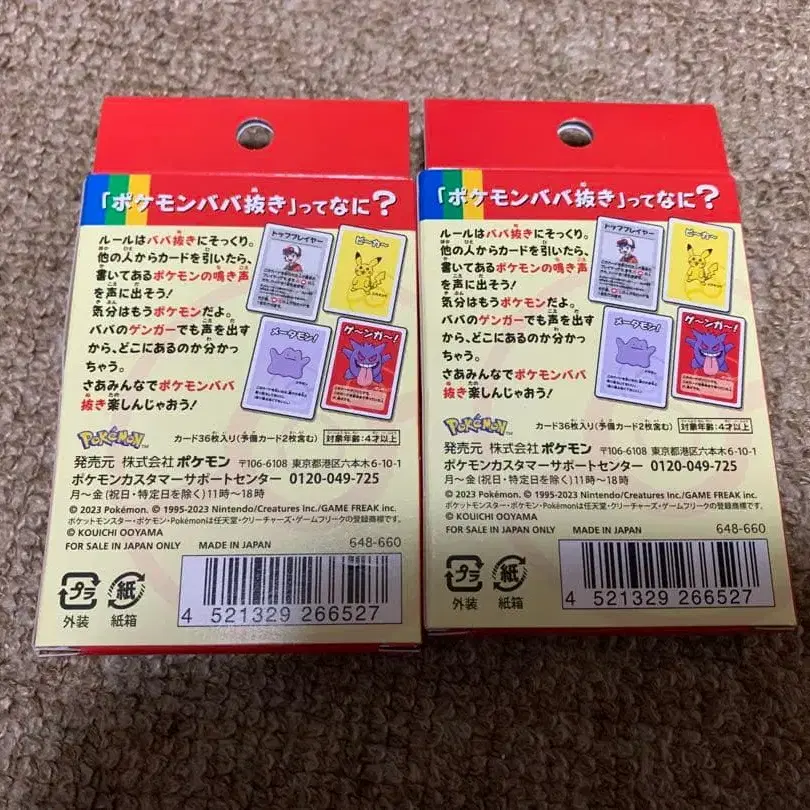 「ポケモンババ抜き」ってなに?
ルールはババ抜きにそっくり。
他の人からカードを引いたら、
書いてあるポケモンの鳴き声
を声に出そう!
気分はもうポケモンだよ。
ババのゲンガーでも声を出す
から、どこにあるのか分かっ
ちゃう。
さあみんなでポケモンババ
抜き楽しんじゃおう!
トッププレイヤー
ピーカ〜
メータモン!
ゲ〜ンガ〜!
POKÉMON™
カード36枚入り(予備カード2枚含む) 対象年齢:4才以上
発売元 株式会社ポケモン 〒106-6108 東京都港区六本木6-10-1
ポケモンカスタマーサポートセンター 0120-049-725
月〜金(祝日・特定日を除く)11時〜18時
© 2023 Pokémon. © 1995-2023 Nintendo/Creatures Inc./GAME FREAK inc.
ポケットモンスター・ポケモン・Pokémonは任天堂・クリーチャーズ・ゲームフリークの登録商標です。
© KOUICHI OOYAMA
FOR SALE IN JAPAN ONLY MADE IN JAPAN 648-660
プラ 紙
外装 紙箱
4 521329 266527
「ポケモンババ抜き」ってなに?
ルールはババ抜きにそっくり。
他の人からカードを引いたら、
書いてあるポケモンの鳴き声
を声に出そう!
気分はもうポケモンだよ。
ババのゲンガーでも声を出す
から、どこにあるのか分かっ
ちゃう。
さあみんなでポケモンババ
抜き楽しんじゃおう!
トップブレイヤー
ピーカ〜
メータモン!
ゲ〜ンガ〜!
POKÉMON™
カード36枚入り(予備カード2枚含む) 対象年齢:4才以上
発売元 株式会社ポケモン 〒106-6108 東京都港区六本木6-10-1
ポケモンカスタマーサポートセンター 0120-049-725
月〜金(祝日・特定日を除く)11時〜18時
© 2023 Pokémon. © 1995-2023 Nintendo/Creatures Inc./GAME FREAK inc.
ポケットモンスター・ポケモン・Pokémonは任天堂・クリーチャーズ・ゲームフリークの登録商標です。
© KOUICHI OOYAMA
FOR SALE IN JAPAN ONLY MADE IN JAPAN 648-660
プラ 紙
外装 紙箱
4 521329 266527